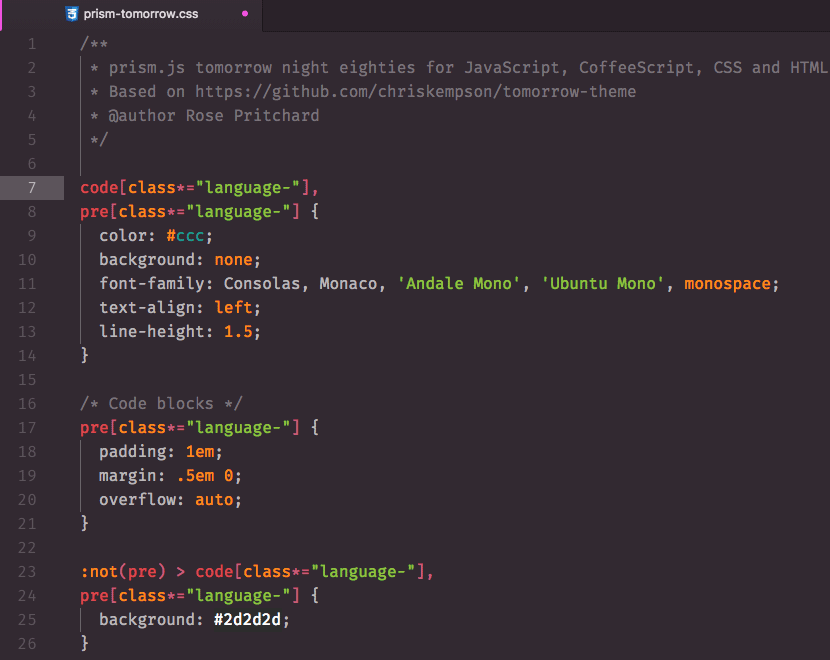 prism-tomorrow.css
1 /**
2 * prism.js tomorrow night eighties for JavaScript, CoffeeScript, CSS and HTML
3 * Based on https://github.com/chriskempson/tomorrow-theme
4 * @author Rose Pritchard
5 */
6
7 code[class*="language-"],
8 pre[class*="language-"] {
9 color: #ccc;
10 background: none;
11 font-family: Consolas, Monaco, 'Andale Mono', 'Ubuntu Mono', monospace;
12 text-align: left;
13 line-height: 1.5;
14 }
15
16 /* Code blocks */
17 pre[class*="language-"] {
18 padding: 1em;
19 margin: .5em 0;
20 overflow: auto;
21 }
22
23 :not(pre) > code[class*="language-"],
24 pre[class*="language-"] {
25 background: #2d2d2d;
26 }